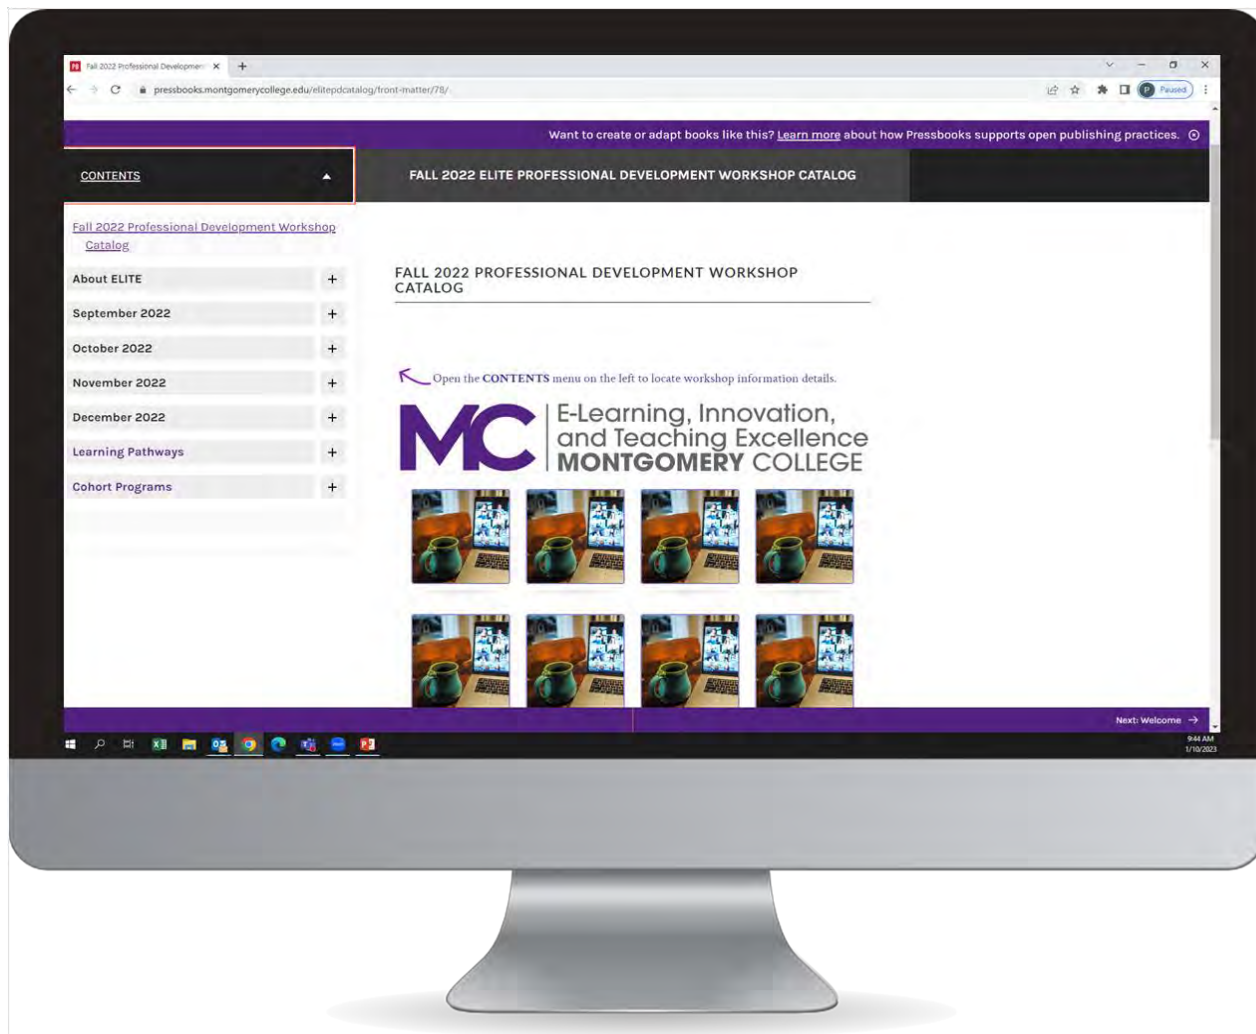 Fall 2022 Professional Developmen
pressbooks.montgomerycollege.edu/elitepdcatalog/front-matter/78/
P
Paused
Want to create or adapt books like this? Learn more about how Pressbooks supports open publishing practices.
CONTENTS
FALL 2022 ELITE PROFESSIONAL DEVELOPMENT WORKSHOP CATALOG
Fall 2022 Professional Development Workshop
Catalog
About ELITE
September 2022
October 2022
November 2022
December 2022
Learning Pathways
Cohort Programs
FALL 2022 PROFESSIONAL DEVELOPMENT WORKSHOP
CATALOG
Open the CONTENTS menu on the left to locate workshop information details.
MC
E-Learning, Innovation,
and Teaching Excellence
MONTGOMERY COLLEGE
Next: Welcome →
9:44 AM
1/10/2023